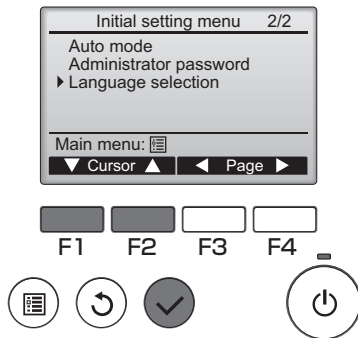 Initial setting menu 2/2
Auto mode
Administrator password
Language selection
Main menu:
Cursor Page
F1 F2 F3 F4